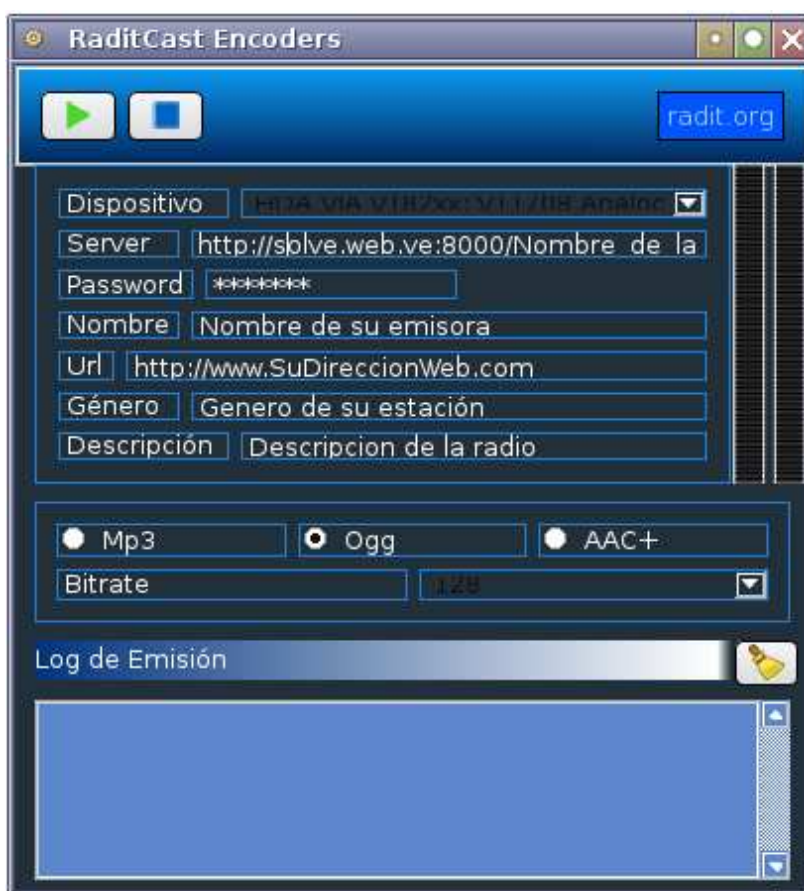 RaditCast Encoders
radit.org
Dispositivo HDA VIA
Server http://solve.web.ve:8000/Nombre_de_la
Password *******
Nombre Nombre de su emisora
Url http://www.SuDireccionWeb.com
Género Genero de su estación
Descripción Descripcion de la radio
Mp3 Ogg AAC+
Bitrate 128
Log de Emisión